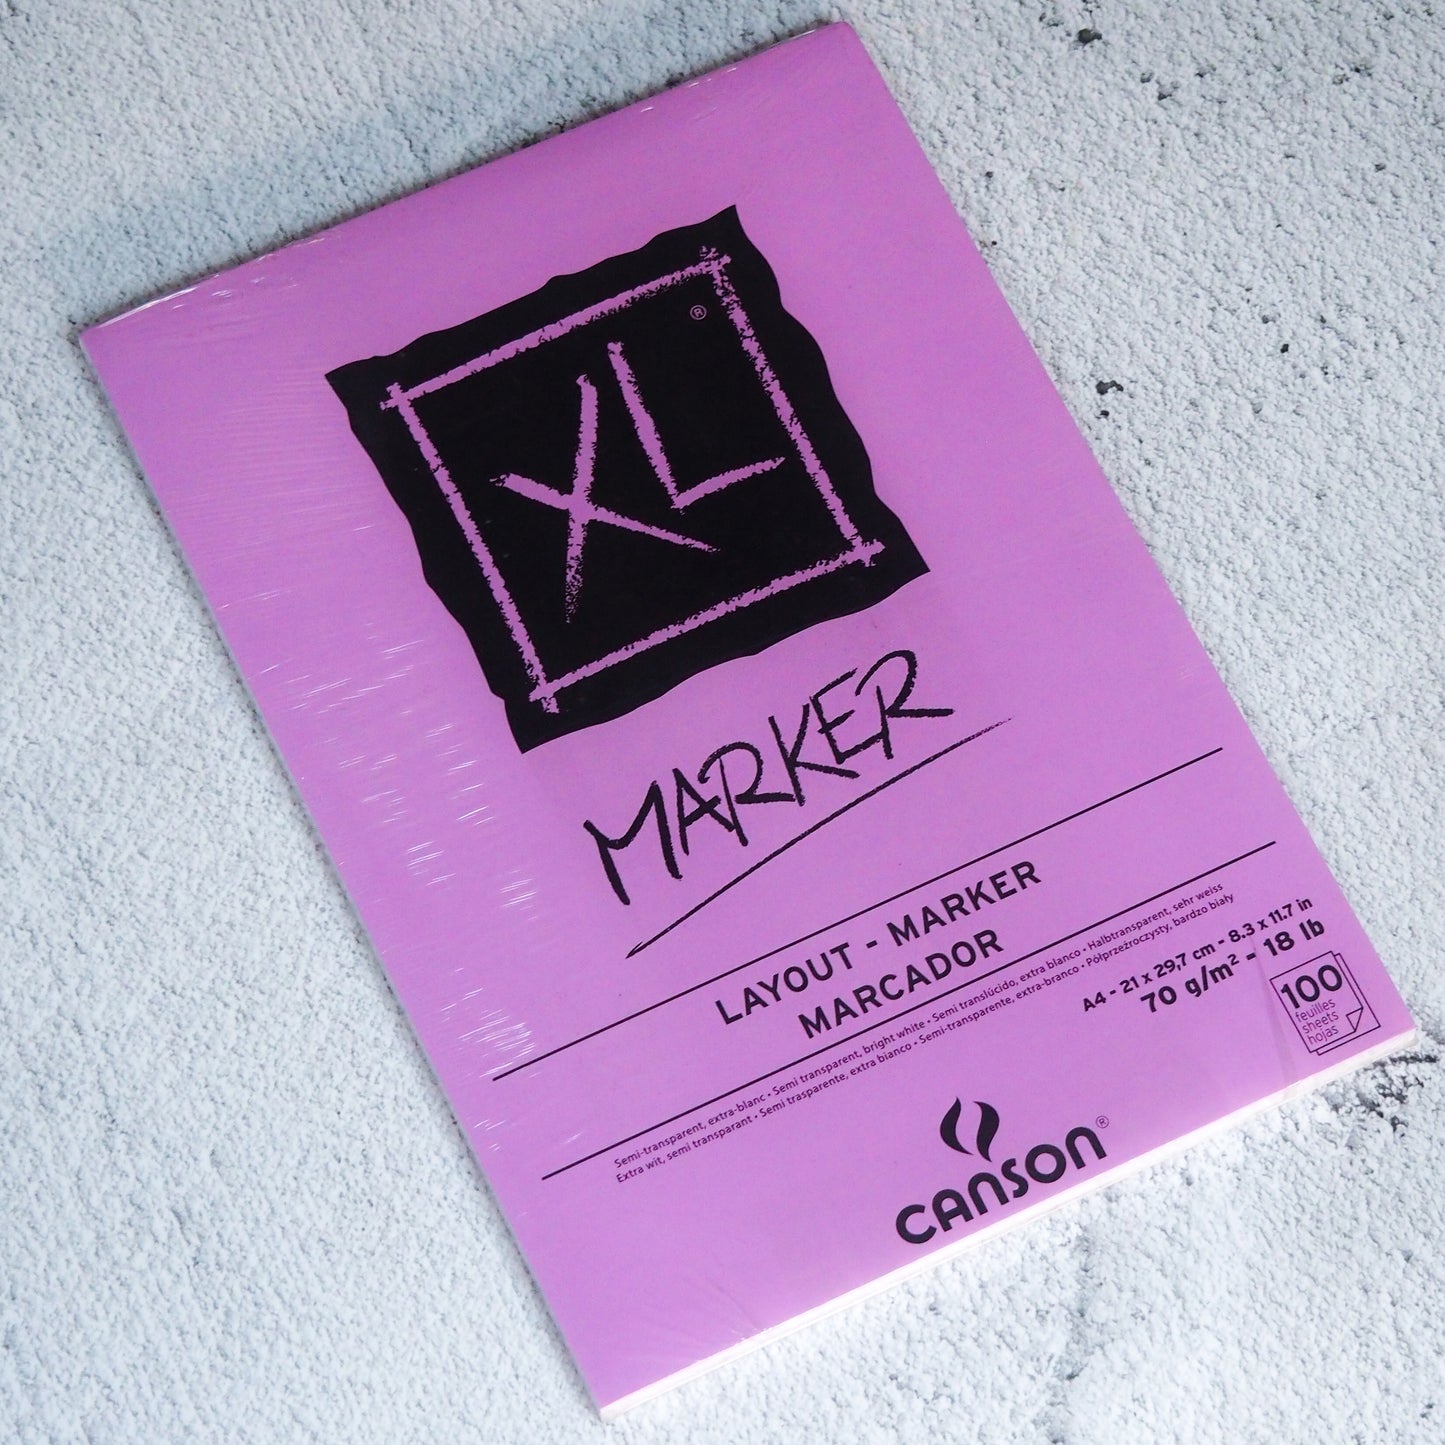 XL®
MARKER
LAYOUT - MARKER
MARCADOR
Semi-transparent, extra-blanc • Semi transparent, bright white • Semi translúcido, extra blanco • Halbtransparent, sehr weiss
Extra wit, semi transparant • Semi trasparente, extra bianco • Semi-transparente, extra-branco • Półprzeźroczysty, bardzo biały
A4 - 21 x 29,7 cm - 8.3 x 11.7 in
70 g/m² - 18 lb
100
feuilles
sheets
hojas
CANSON®